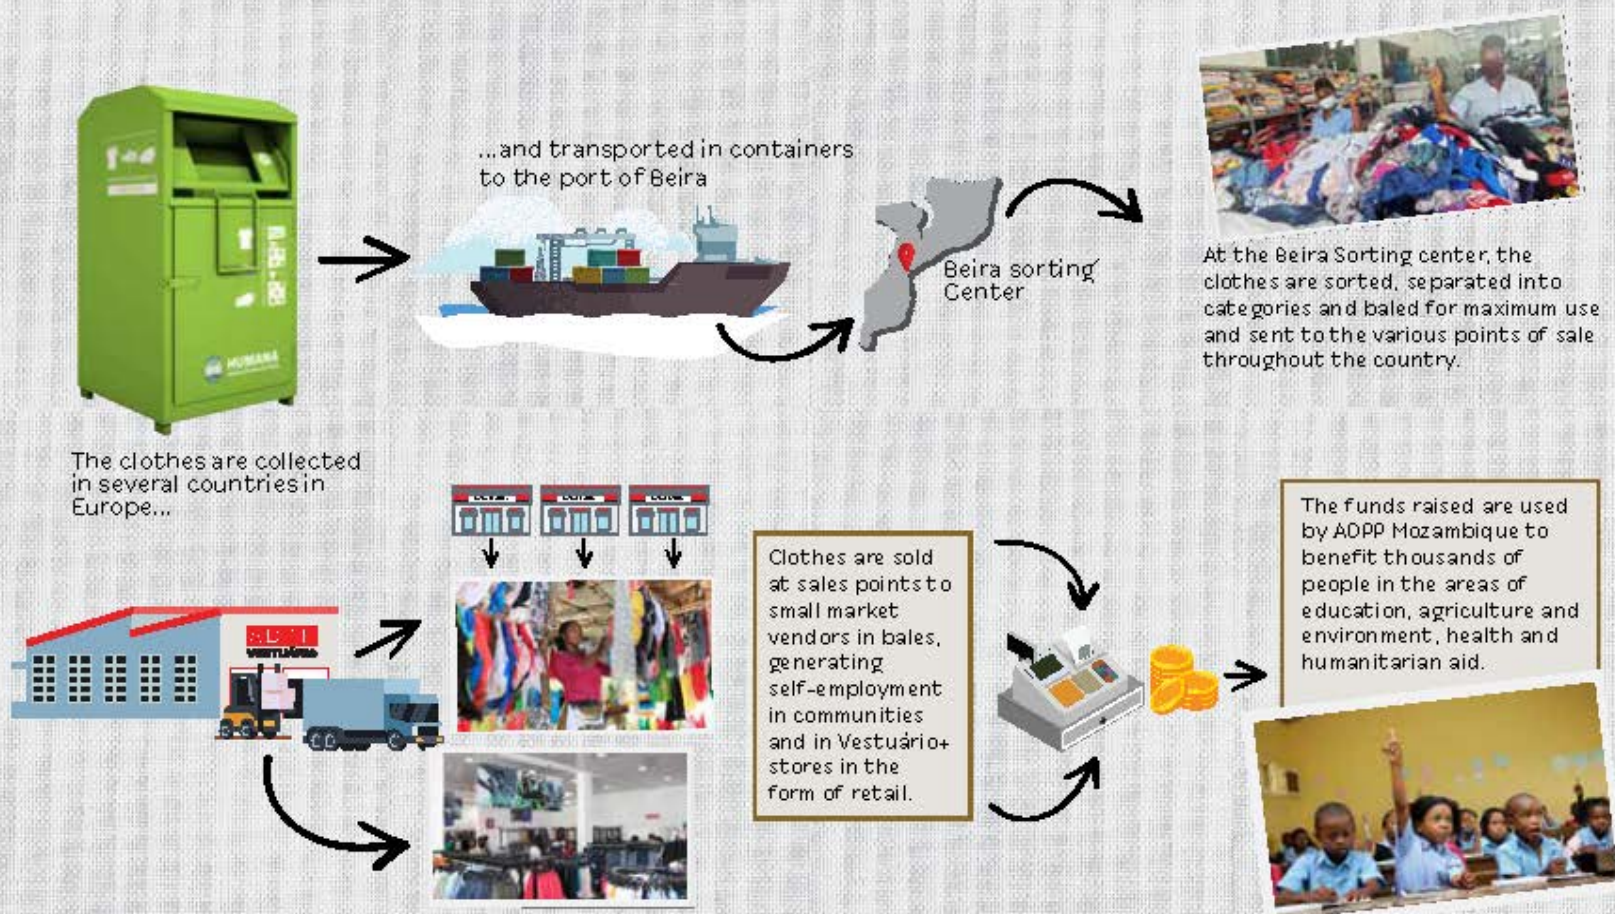 ...and transported in containers
to the port of Beira
Beira sorting
Center
At the Beira Sorting center, the
clothes are sorted, separated into
categories and baled for maximum use
and sent to the various points of sale
throughout the country.
HUMANA
The clothes are collected
in several countries in
Europe...
VESTUÁRIO
Clothes are sold
at sales points to
small market
vendors in bales,
generating
self-employment
in communities
and in Vestuário+
stores in the
form of retail.
The funds raised are used
by ADPP Mozambique to
benefit thousands of
people in the areas of
education, agriculture and
environment, health and
humanitarian aid.